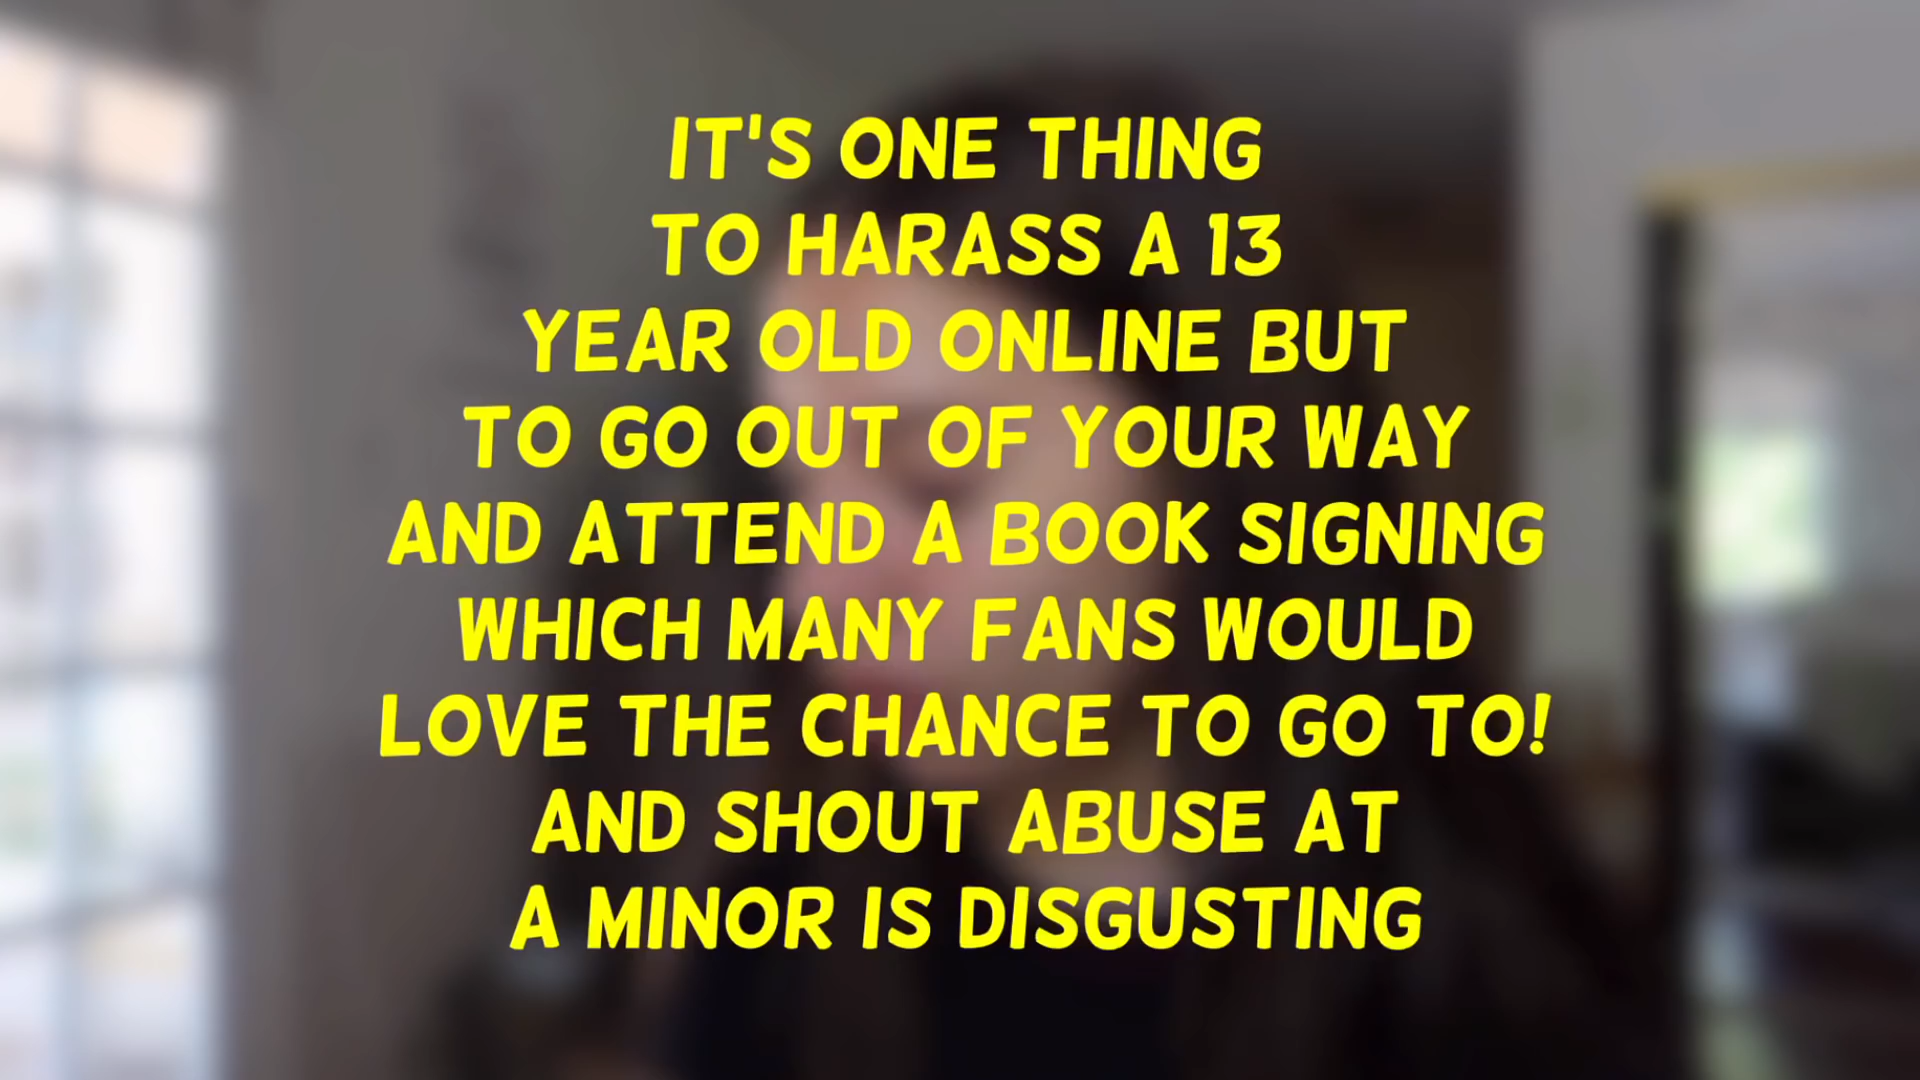 IT'S ONE THING
TO HARASS A 13
YEAR OLD ONLINE BUT
TO GO OUT OF YOUR WAY
AND ATTEND A BOOK SIGNING
WHICH MANY FANS WOULD
LOVE THE CHANCE TO GO TO!
AND SHOUT ABUSE AT
A MINOR IS DISGUSTING